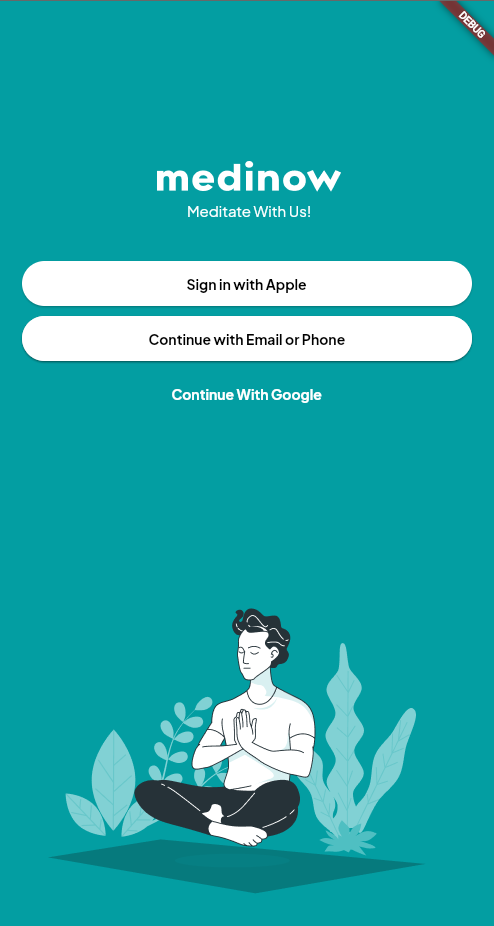 DEBUG
medinow
Meditate With Us!
Sign in with Apple
Continue with Email or Phone
Continue With Google